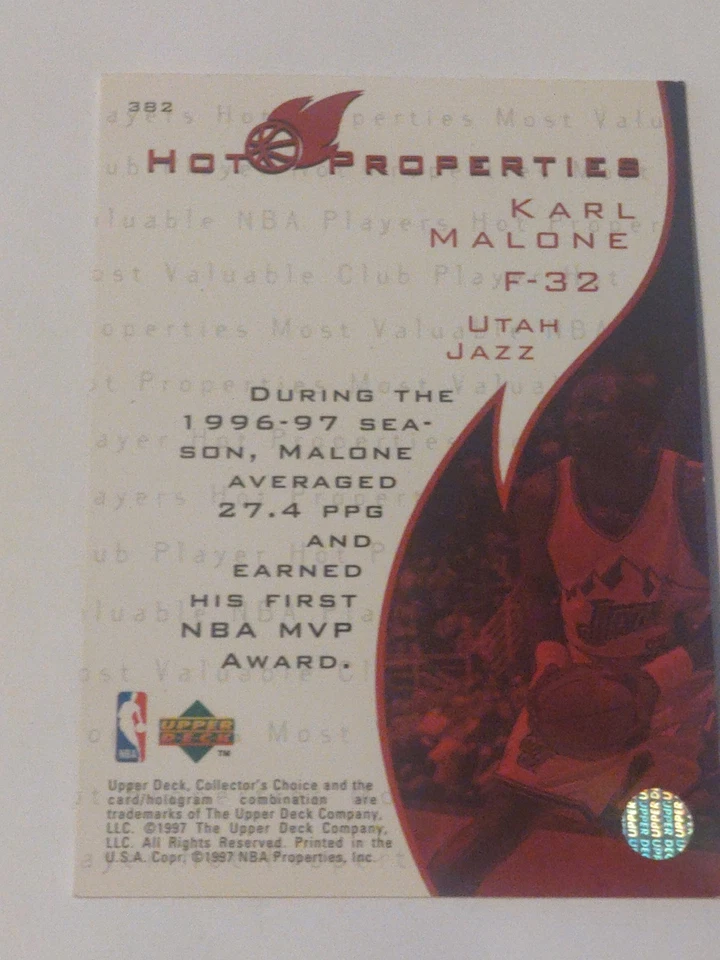 382
Hot Properties
Karl
Malone
F-32
Utah
Jazz
During the
1996-97 sea-
son, Malone
averaged
27.4 ppg
and
earned
his first
NBA MVP
Award.
NBA
UPPER
DECK
™
Upper Deck, Collector's Choice and the
card/hologram combination are
trademarks of The Upper Deck Company,
LLC. ©1997 The Upper Deck Company,
LLC. All Rights Reserved. Printed in the
U.S.A. Copr. ©1997 NBA Properties, Inc.